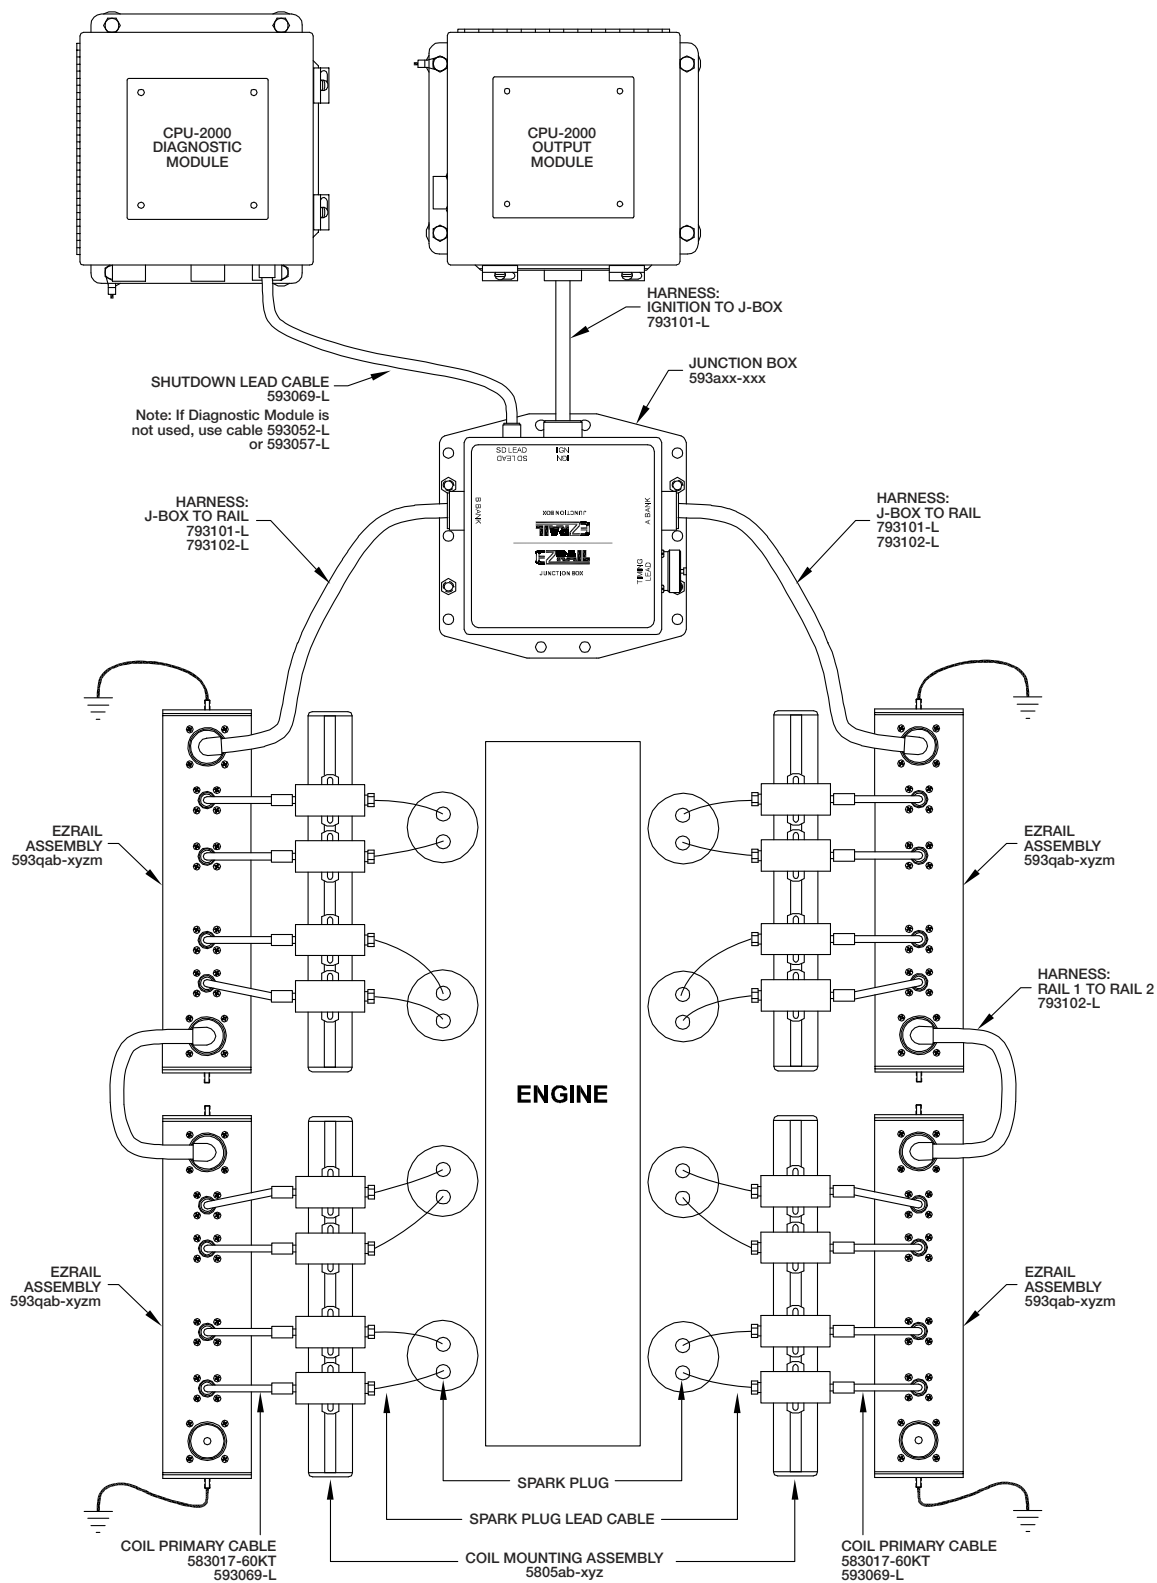 CPU-2000
DIAGNOSTIC
MODULE
CPU-2000
OUTPUT
MODULE
HARNESS:
IGNITION TO J-BOX
793101-L
JUNCTION BOX
593axx-xxx
SHUTDOWN LEAD CABLE
593069-L
Note: If Diagnostic Module is
not used, use cable 593052-L
or 593057-L
SD LEAD
SD LEAD
IGN
IGN
HARNESS:
J-BOX TO RAIL
793101-L
793102-L
B BANK
JUNCTION BOX
EZRAIL
EZRAIL
JUNCTION BOX
A BANK
TIMING
LEAD
HARNESS:
J-BOX TO RAIL
793101-L
793102-L
EZRAIL
ASSEMBLY
593qab-xyzm
EZRAIL
ASSEMBLY
593qab-xyzm
HARNESS:
RAIL 1 TO RAIL 2
793102-L
ENGINE
EZRAIL
ASSEMBLY
593qab-xyzm
EZRAIL
ASSEMBLY
593qab-xyzm
SPARK PLUG
SPARK PLUG LEAD CABLE
COIL PRIMARY CABLE
583017-60KT
593069-L
COIL MOUNTING ASSEMBLY
5805ab-xyz
COIL PRIMARY CABLE
583017-60KT
593069-L